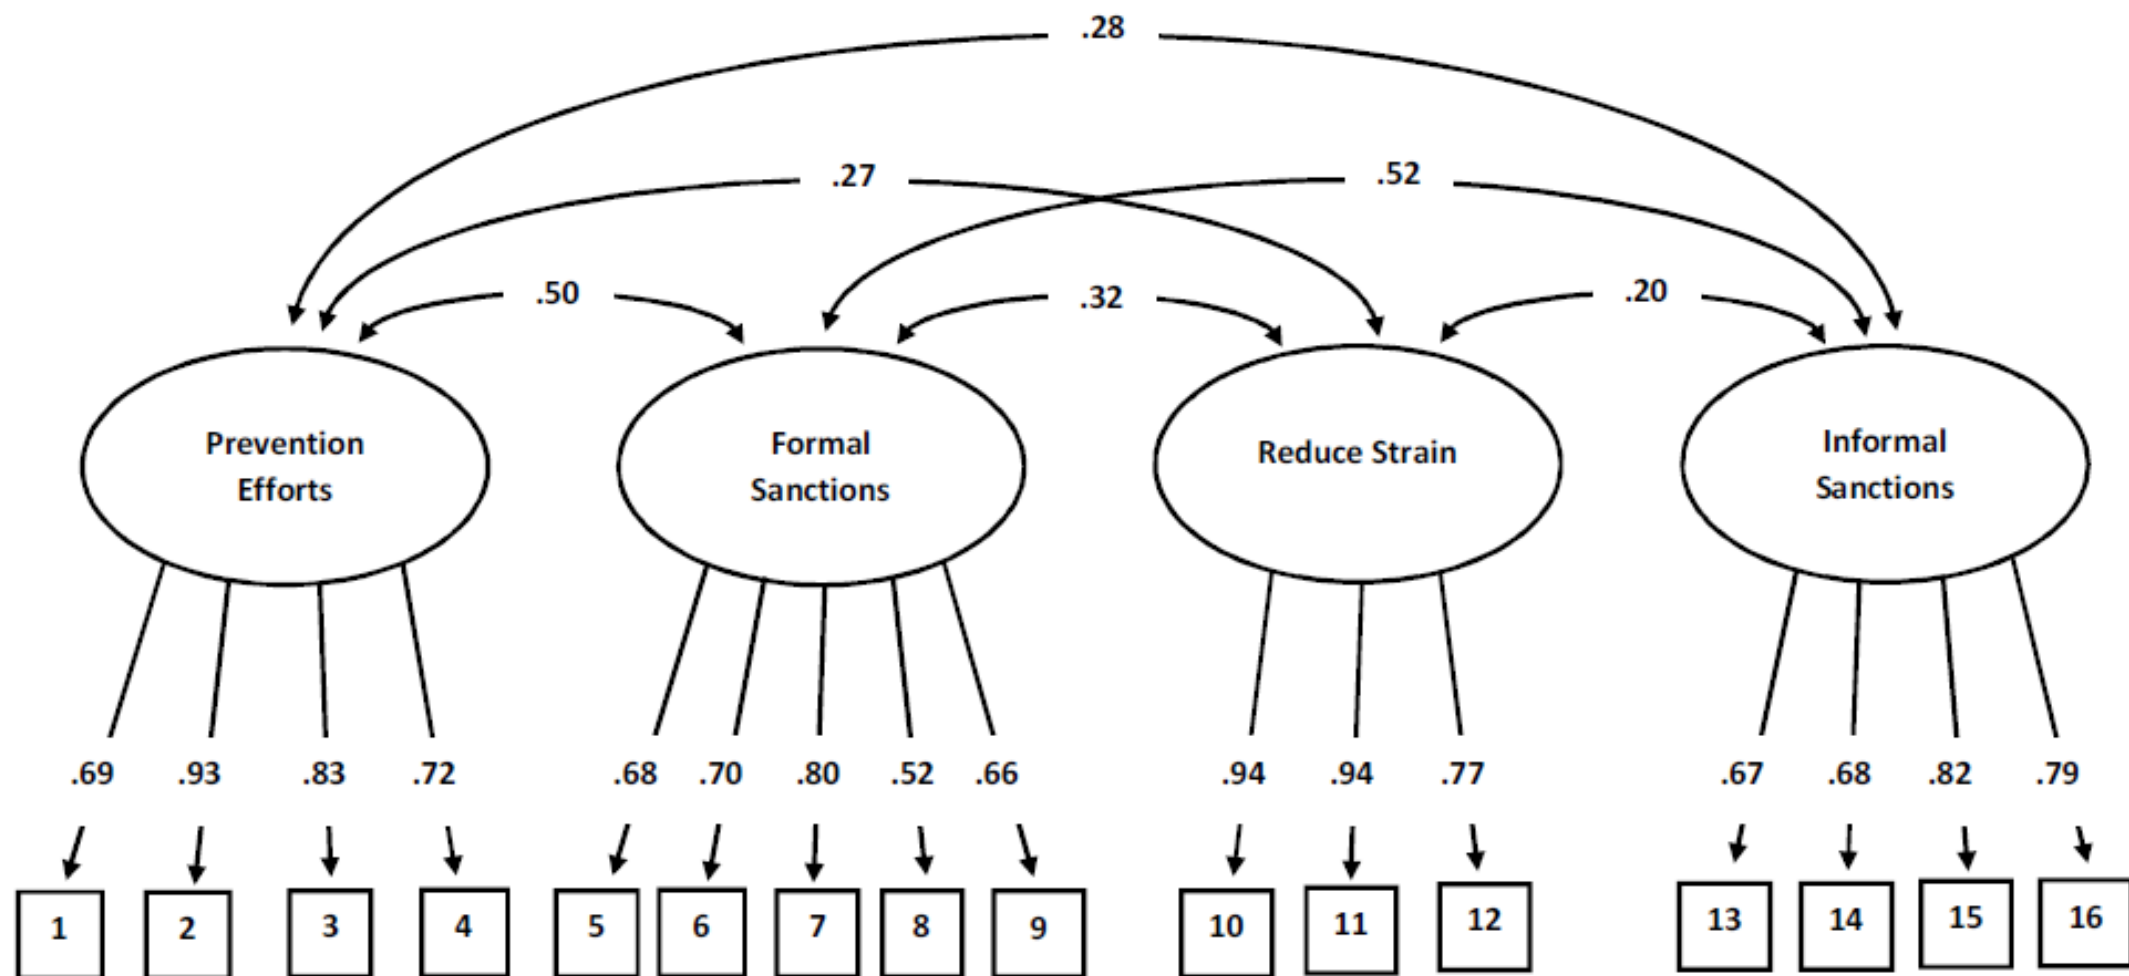 .28
.27 .52
.50 .32 .20
Prevention
Efforts
Formal
Sanctions
Reduce Strain
Informal
Sanctions
.69 .93 .83 .72 .68 .70 .80 .52 .66 .94 .94 .77 .67 .68 .82 .79
1 2 3 4 5 6 7 8 9 10 11 12 13 14 15 16